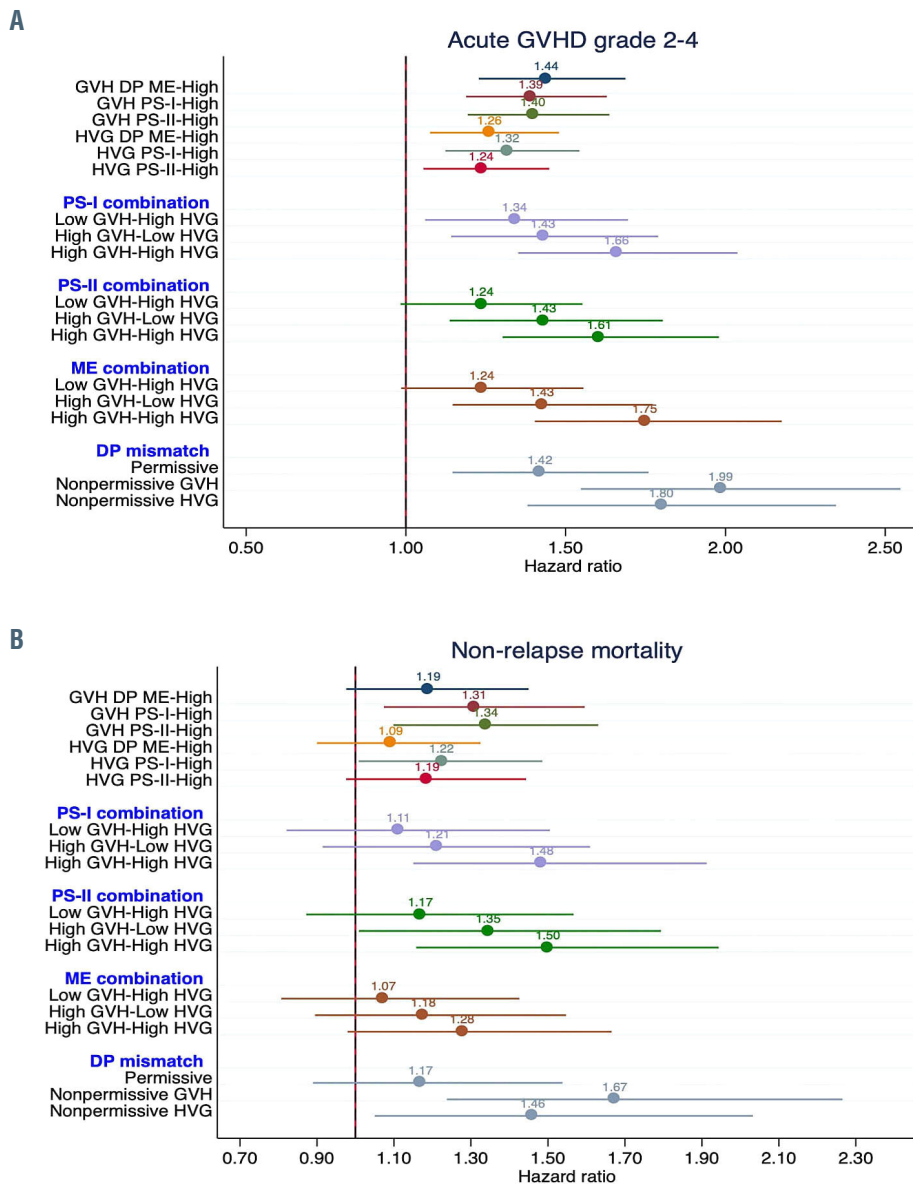 A
Acute GVHD grade 2-4
1.44
GVH DP ME-High
1.39
GVH PS-I-High
1.40
GVH PS-II-High
1.26
HVG DP ME-High
1.32
HVG PS-I-High
1.24
HVG PS-II-High
PS-I combination
1.34
Low GVH-High HVG
1.43
High GVH-Low HVG
1.66
High GVH-High HVG
PS-II combination
1.24
Low GVH-High HVG
1.43
High GVH-Low HVG
1.61
High GVH-High HVG
ME combination
1.24
Low GVH-High HVG
1.43
High GVH-Low HVG
1.75
High GVH-High HVG
DP mismatch
1.42
Permissive
1.99
Nonpermissive GVH
1.80
Nonpermissive HVG
0.50 1.00 1.50 2.00 2.50
Hazard ratio
B
Non-relapse mortality
1.19
GVH DP ME-High
1.31
GVH PS-I-High
1.34
GVH PS-II-High
1.09
HVG DP ME-High
1.22
HVG PS-I-High
1.19
HVG PS-II-High
PS-I combination
1.11
Low GVH-High HVG
1.21
High GVH-Low HVG
1.48
High GVH-High HVG
PS-II combination
1.17
Low GVH-High HVG
1.35
High GVH-Low HVG
1.50
High GVH-High HVG
ME combination
1.07
Low GVH-High HVG
1.18
High GVH-Low HVG
1.28
High GVH-High HVG
DP mismatch
1.17
Permissive
1.67
Nonpermissive GVH
1.46
Nonpermissive HVG
0.70 0.90 1.10 1.30 1.50 1.70 1.90 2.10 2.30
Hazard ratio